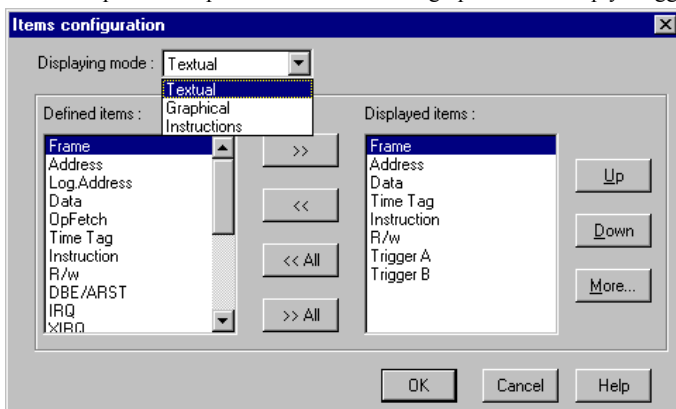 Items configuration
Displaying mode : Textual
Textual
Graphical
Instructions
Defined items :
Frame
Address
Log.Address
Data
OpFetch
Time Tag
Instruction
R/w
DBE/ARST
IRQ
XIRQ
>>
<<
<< All
>> All
Displayed items :
Frame
Address
Data
Time Tag
Instruction
R/w
Trigger A
Trigger B
Up
Down
More...
OK
Cancel
Help